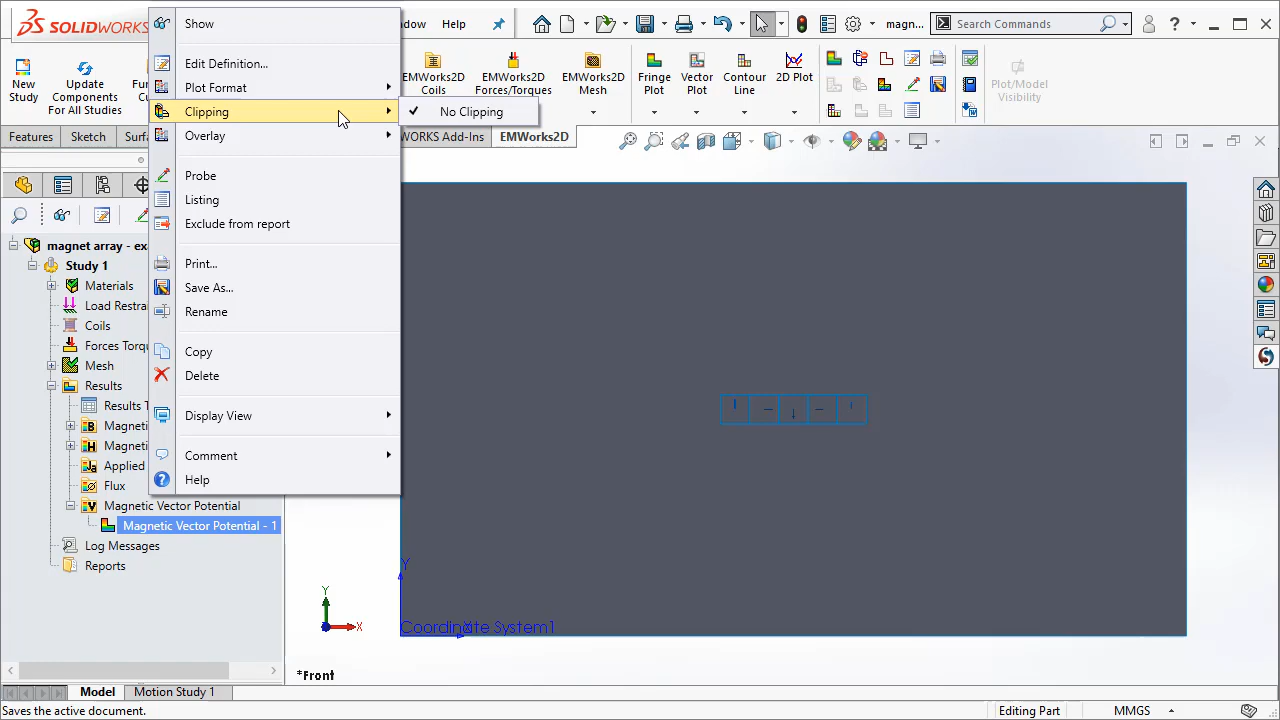 SOLIDWORKS
Help
magn...
Search Commands
New Study
Update Components For All Studies
EMWorks2D Coils
EMWorks2D Forces/Torques
EMWorks2D Mesh
Fringe Plot
Vector Plot
Contour Line
2D Plot
Plot/Model Visibility
Features
Sketch
WORKS Add-Ins
EMWorks2D
Show
Edit Definition...
Plot Format
Clipping
No Clipping
Overlay
Probe
Listing
Exclude from report
Print...
Save As...
Rename
Copy
Delete
Display View
Comment
Help
magnet array - exa
Study 1
Materials
Load Restra
Coils
Forces Torq
Mesh
Results
Results T
B Magneti
H Magneti
Applied
Flux
V Magnetic Vector Potential
Magnetic Vector Potential - 1
Log Messages
Reports
Y
X
Y
X
Coordinate System1
*Front
Model
Motion Study 1
Saves the active document.
Editing Part
MMGS